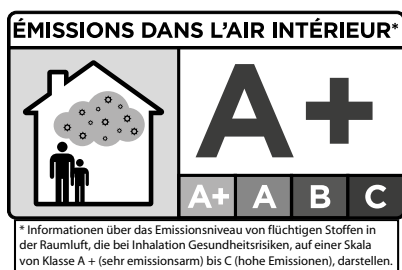 ÉMISSIONS DANS L'AIR INTÉRIEUR*
A+
A+ A B C
* Informationen über das Emissionsniveau von flüchtigen Stoffen in
der Raumluft, die bei Inhalation Gesundheitsrisiken, auf einer Skala
von Klasse A + (sehr emissionsarm) bis C (hohe Emissionen), darstellen.